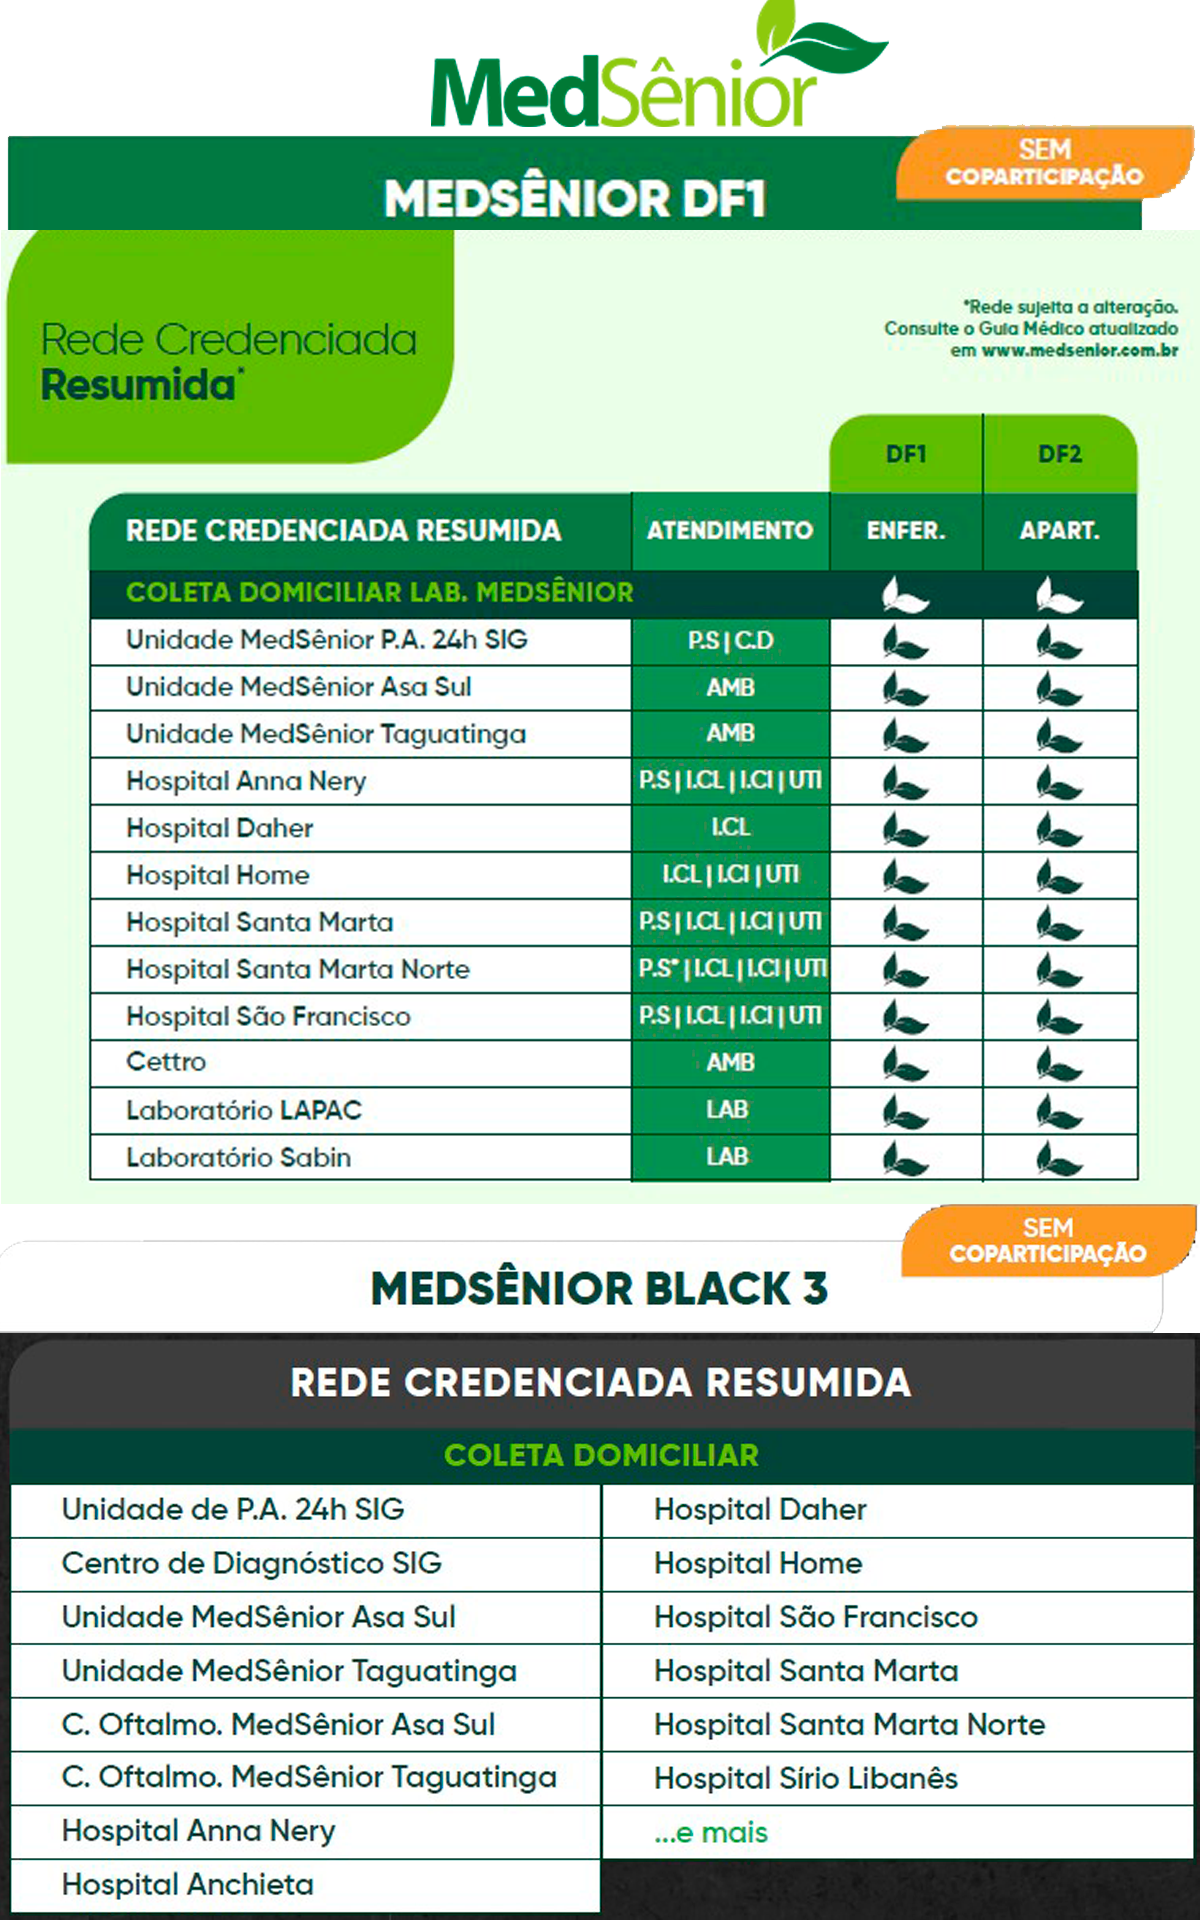 MedSênior
SEM
COPARTICIPAÇÃO
MEDSÊNIOR DF1
Rede Credenciada
Resumida*
*Rede sujeita a alteração.
Consulte o Guia Médico atualizado
em www.medsenior.com.br
DF1 DF2
REDE CREDENCIADA RESUMIDA ATENDIMENTO ENFER. APART.
COLETA DOMICILIAR LAB. MEDSÊNIOR
Unidade MedSênior P.A. 24h SIG P.S | C.D
Unidade MedSênior Asa Sul AMB
Unidade MedSênior Taguatinga AMB
Hospital Anna Nery P.S | I.CL | I.CI | UTI
Hospital Daher I.CL
Hospital Home I.CL | I.CI | UTI
Hospital Santa Marta P.S | I.CL | I.CI | UTI
Hospital Santa Marta Norte P.S* | I.CL | I.CI | UTI
Hospital São Francisco P.S | I.CL | I.CI | UTI
Cettro AMB
Laboratório LAPAC LAB
Laboratório Sabin LAB
SEM
COPARTICIPAÇÃO
MEDSÊNIOR BLACK 3
REDE CREDENCIADA RESUMIDA
COLETA DOMICILIAR
Unidade de P.A. 24h SIG Hospital Daher
Centro de Diagnóstico SIG Hospital Home
Unidade MedSênior Asa Sul Hospital São Francisco
Unidade MedSênior Taguatinga Hospital Santa Marta
C. Oftalmo. MedSênior Asa Sul Hospital Santa Marta Norte
C. Oftalmo. MedSênior Taguatinga Hospital Sírio Libanês
Hospital Anna Nery ...e mais
Hospital Anchieta